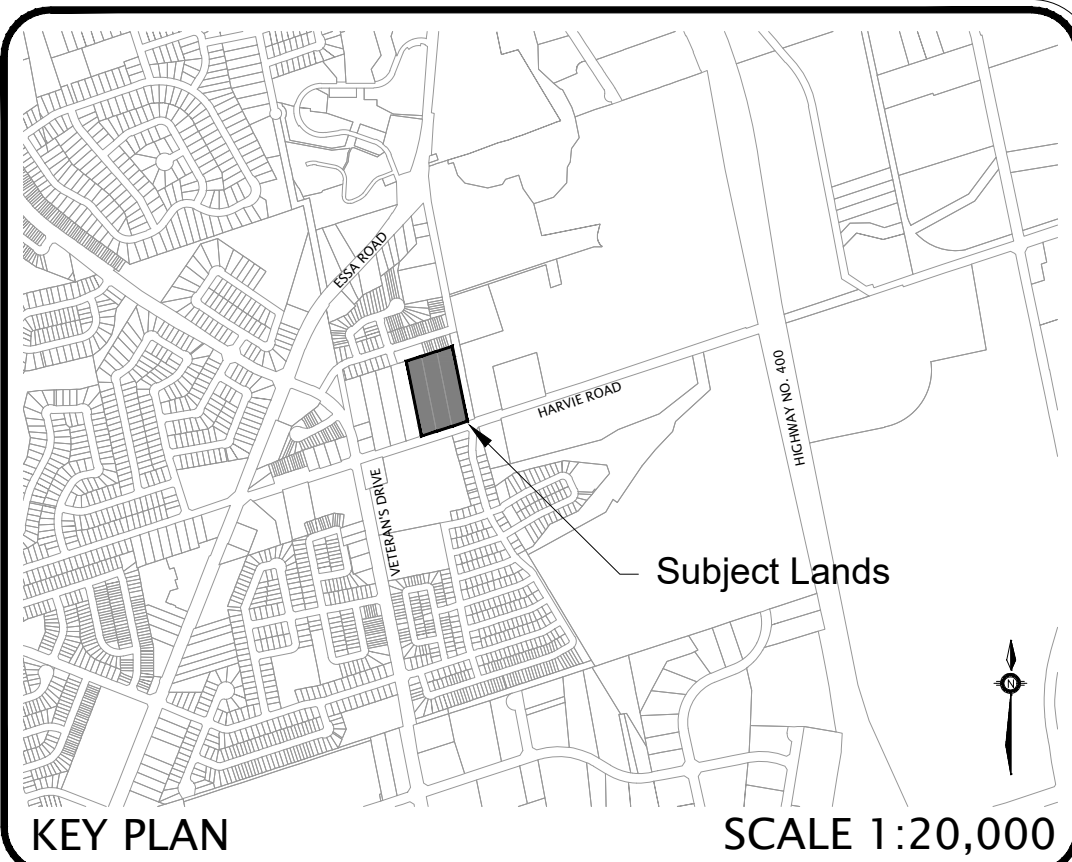 ESSA ROAD
HARVIE ROAD
HIGHWAY NO. 400
VETERAN'S DRIVE
Subject Lands
N
KEY PLAN
SCALE 1:20,000